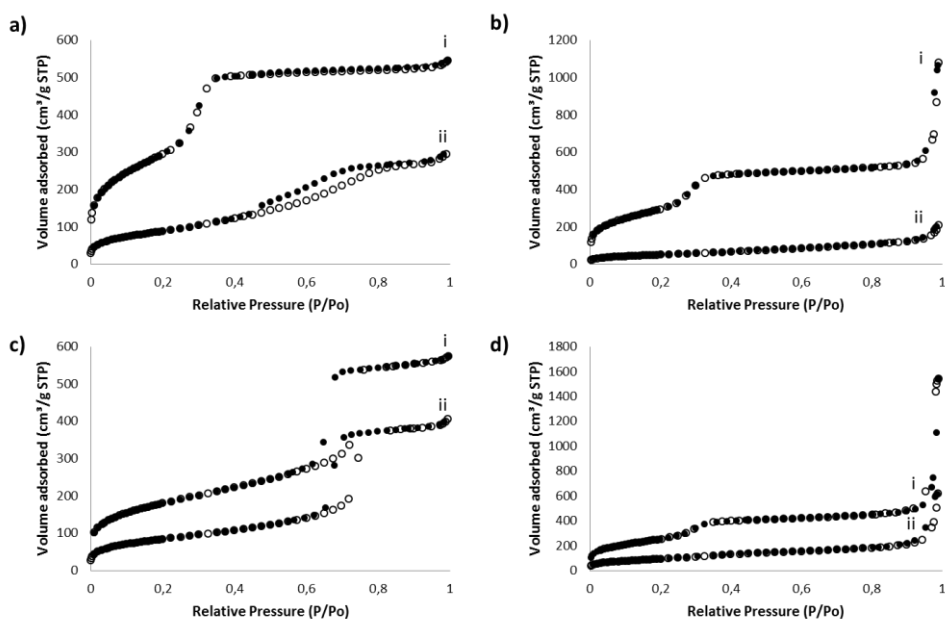 a)
600
500
400
300
200
100
0
0
0,2
0,4
0,6
0,8
1
Volume adsorbed (cm³/g STP)
Relative Pressure (P/Po)
i
ii
b)
1200
1000
800
600
400
200
0
0
0,2
0,4
0,6
0,8
1
Volume adsorbed (cm³/g STP)
Relative Pressure (P/Po)
i
ii
c)
600
500
400
300
200
100
0
0
0,2
0,4
0,6
0,8
1
Volume adsorbed (cm³/g STP)
Relative Pressure (P/Po)
i
ii
d)
1800
1600
1400
1200
1000
800
600
400
200
0
0
0,2
0,4
0,6
0,8
1
Volume adsorbed (cm³/g STP)
Relative Pressure (P/Po)
i
ii